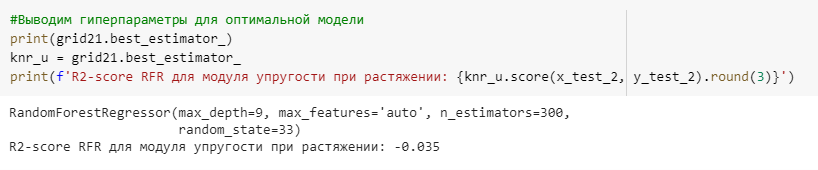 #Выводим гиперпараметры для оптимальной модели
print(grid21.best_estimator_)
knr_u = grid21.best_estimator_
print(f'R2-score RFR для модуля упругости при растяжении: {knr_u.score(x_test_2, y_test_2).round(3)}')
RandomForestRegressor(max_depth=9, max_features='auto', n_estimators=300,
random_state=33)
R2-score RFR для модуля упругости при растяжении: -0.035